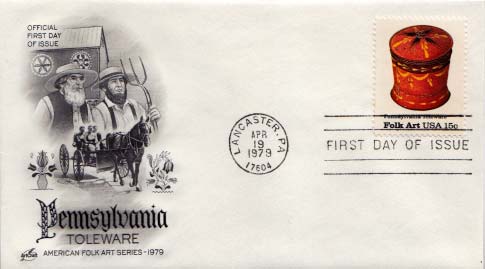 OFFICIAL
FIRST DAY
OF ISSUE
Pennsylvania
TOLEWARE
ArtCraft
AMERICAN FOLK ART SERIES - 1979
LANCASTER, PA
APR
19
1979
17604
Pennsylvania Toleware
Folk Art USA 15c
FIRST DAY OF ISSUE